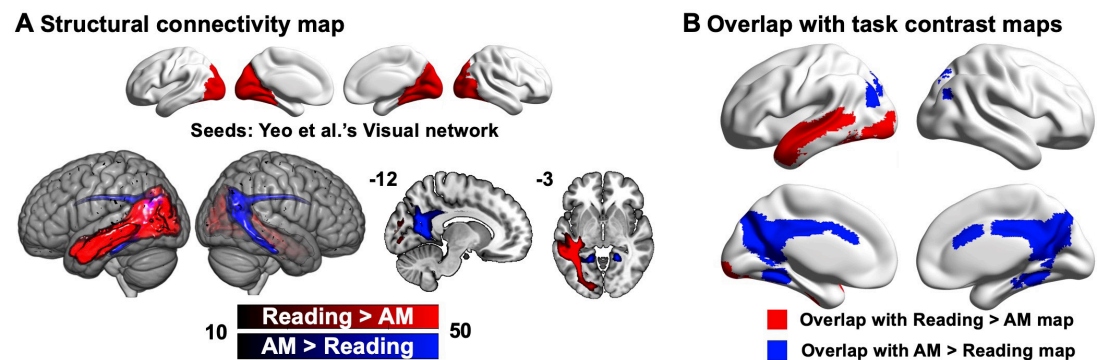 A Structural connectivity map
Seeds: Yeo et al.'s Visual network
-12
-3
10
Reading > AM
50
AM > Reading
B Overlap with task contrast maps
Overlap with Reading > AM map
Overlap with AM > Reading map